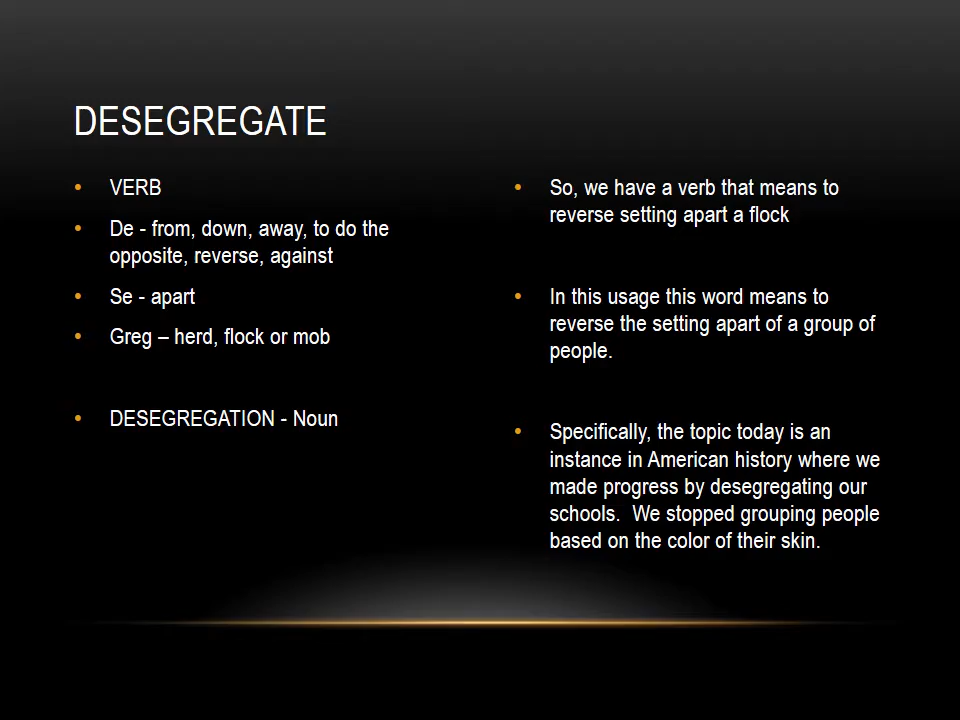 DESEGREGATE
• VERB
• De - from, down, away, to do the
opposite, reverse, against
• Se - apart
• Greg – herd, flock or mob
• DESEGREGATION - Noun
• So, we have a verb that means to
reverse setting apart a flock
• In this usage this word means to
reverse the setting apart of a group of
people.
• Specifically, the topic today is an
instance in American history where we
made progress by desegregating our
schools.  We stopped grouping people
based on the color of their skin.